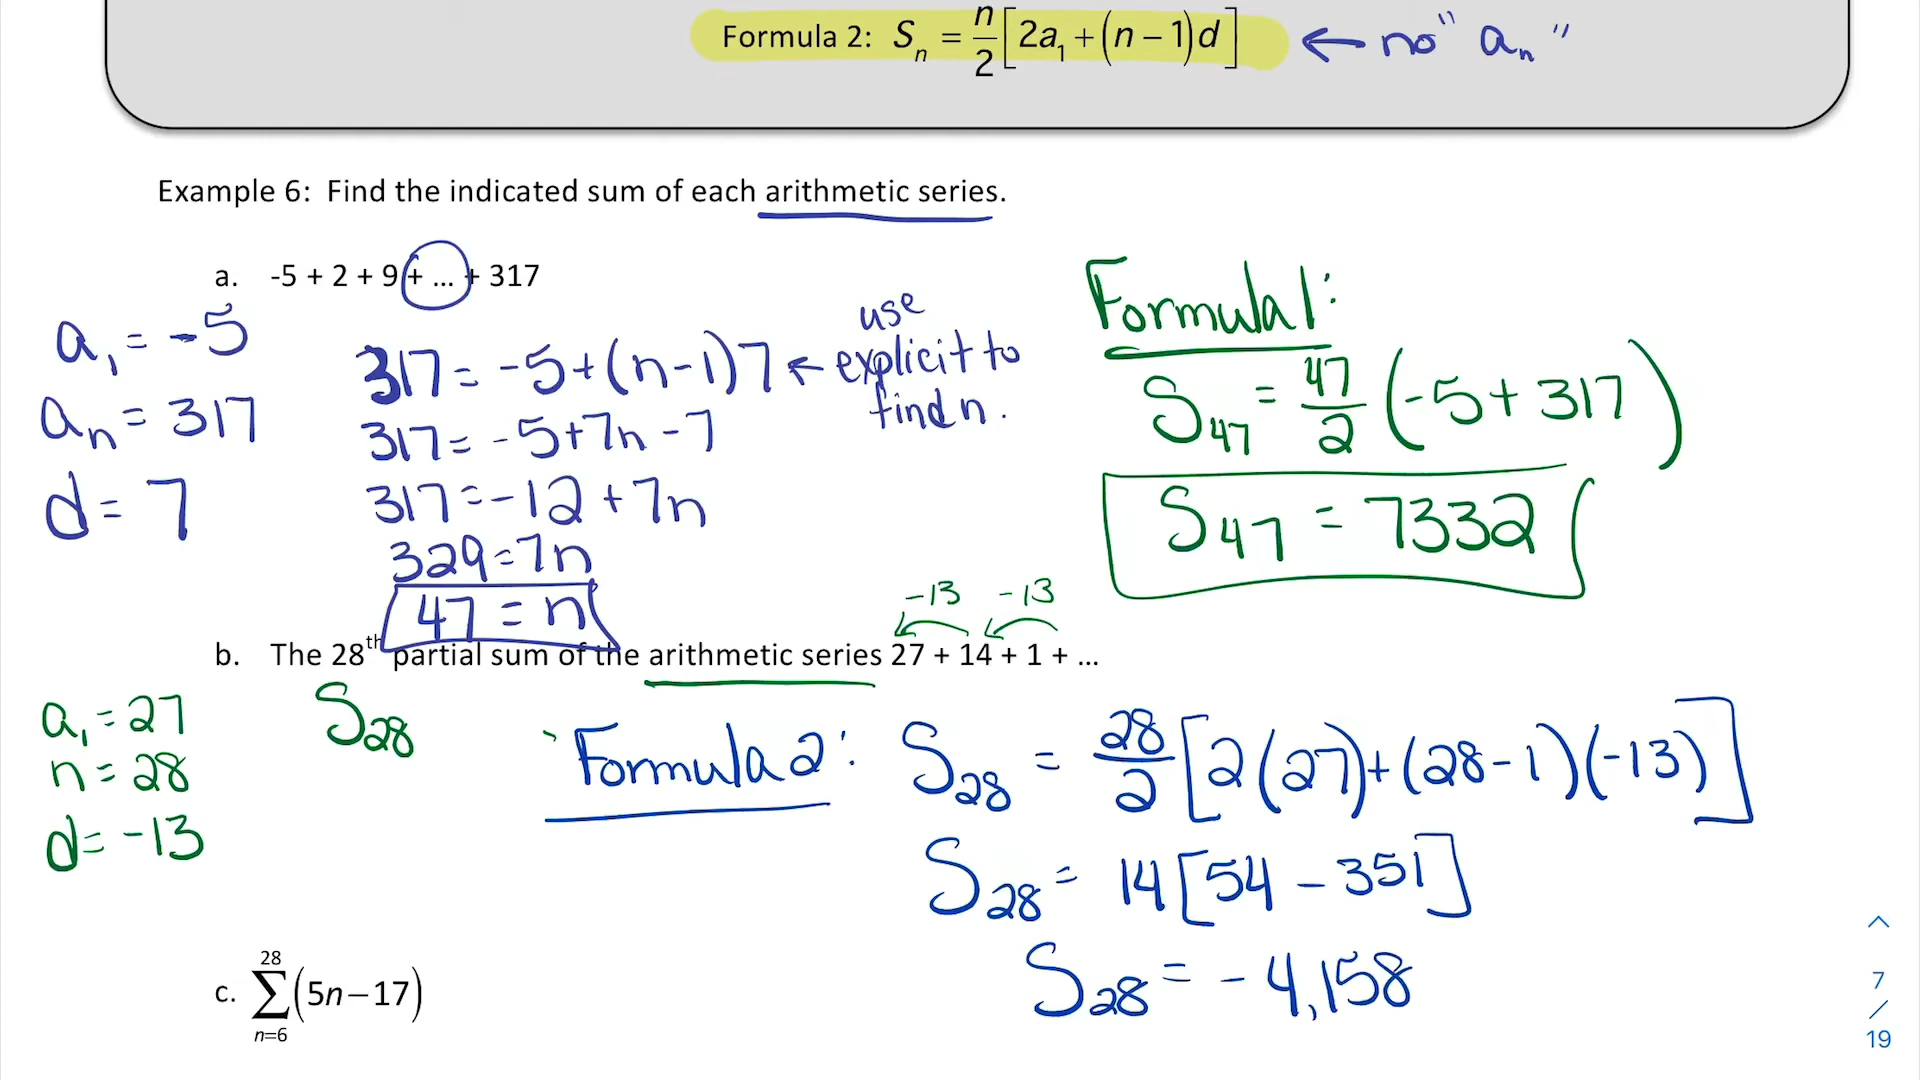 Formula 2: Sₙ = n/2 [2a₁ + (n − 1)d] ← no "aₙ"
Example 6: Find the indicated sum of each arithmetic series.
a. -5 + 2 + 9 + ... + 317
a₁ = -5
aₙ = 317
d = 7
317 = -5 + (n-1)7 ← use explicit to find n.
317 = -5 + 7n - 7
317 = -12 + 7n
329 = 7n
47 = n
Formula 1:
S₄₇ = 47/2 (-5 + 317)
S₄₇ = 7332
-13 -13
b. The 28th partial sum of the arithmetic series 27 + 14 + 1 + ...
a₁ = 27
n = 28
d = -13
S₂₈
Formula 2: S₂₈ = 28/2 [2(27) + (28-1)(-13)]
S₂₈ = 14[54 - 351]
S₂₈ = -4,158
c. ∑ (5n − 17)
28
n=6
7
/
19